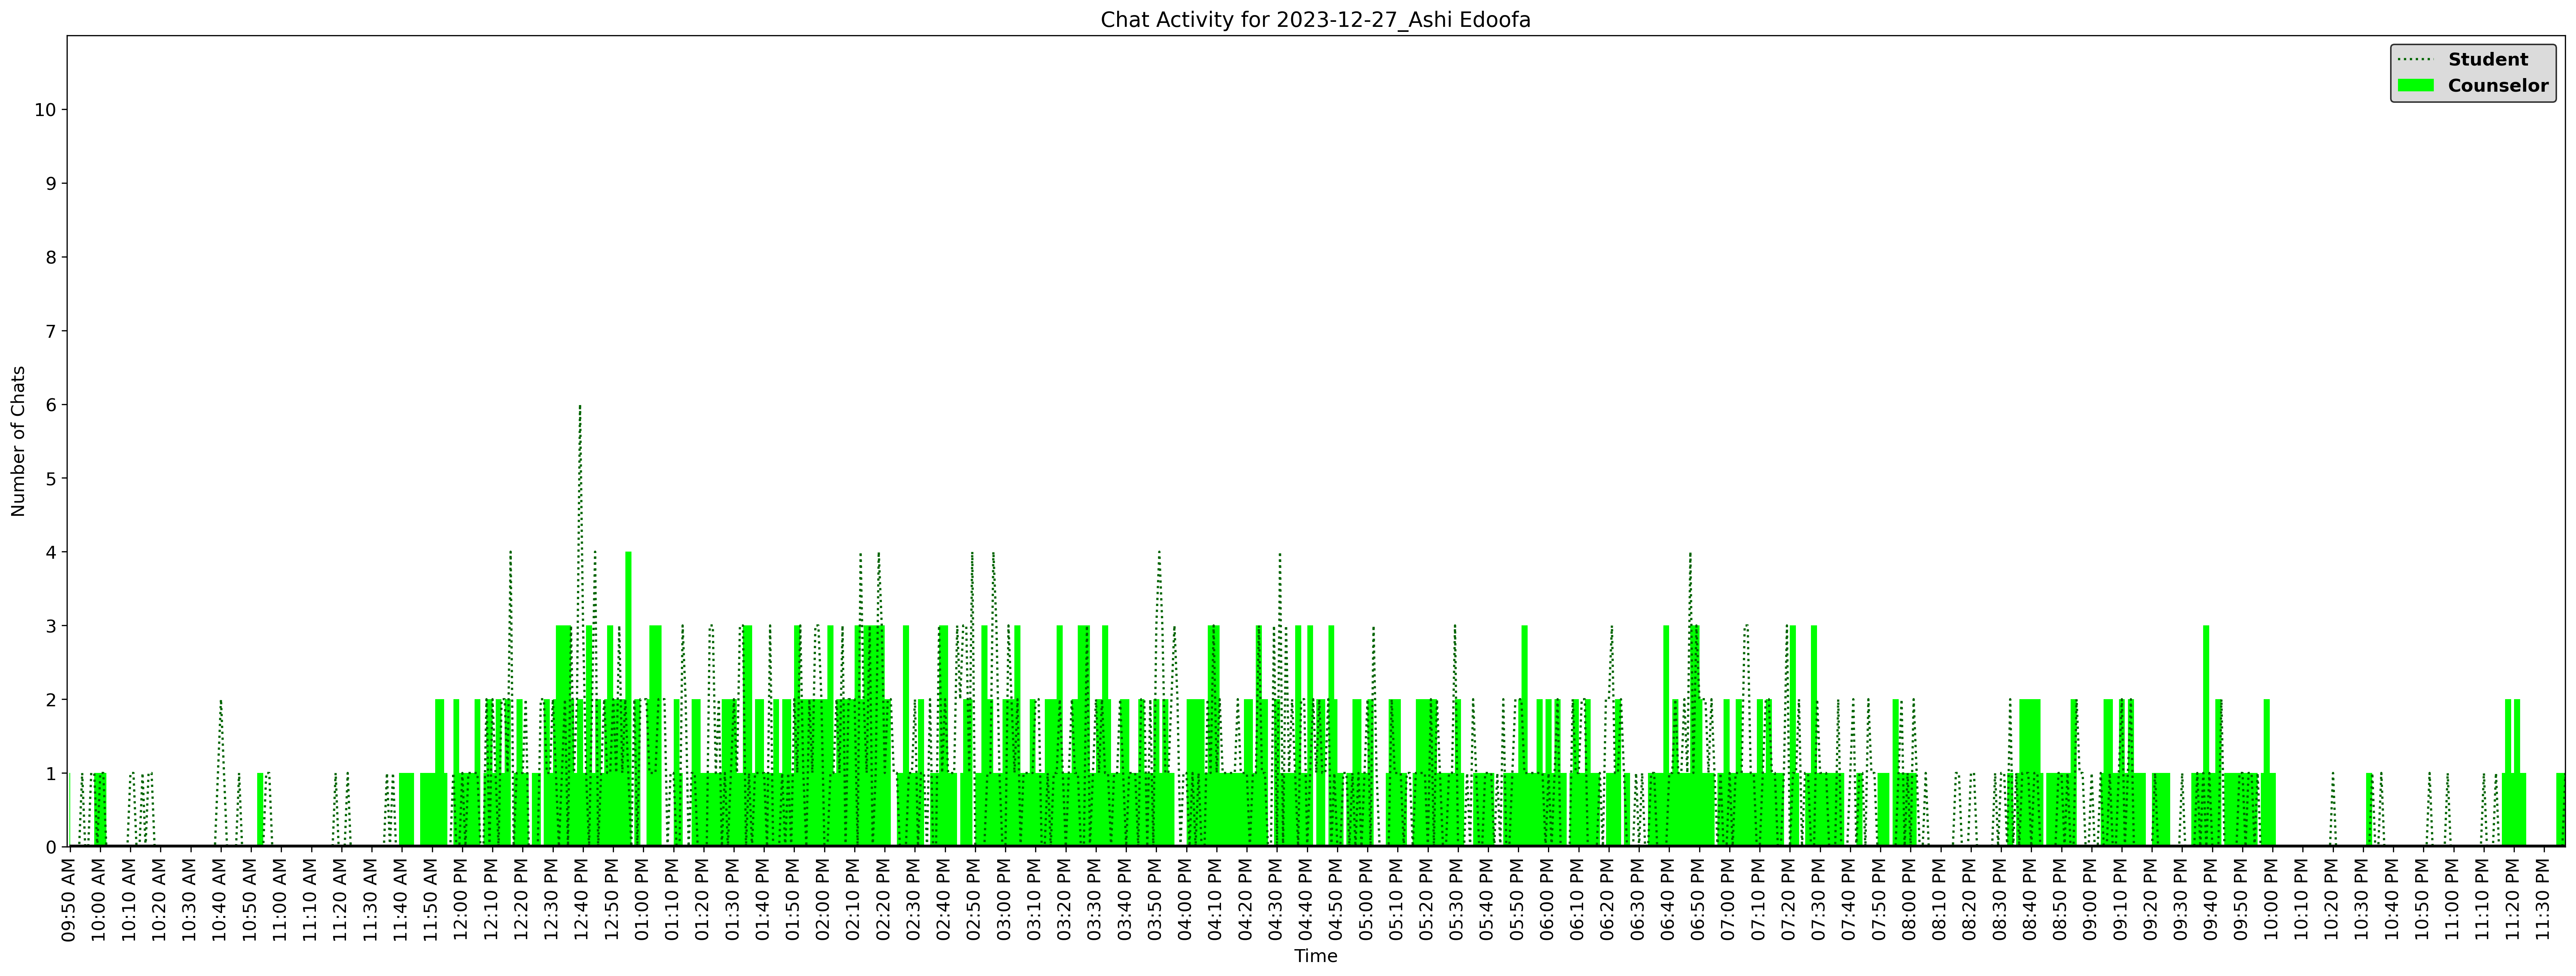 Chat Activity for 2023-12-27_Ashi Edoofa
Student
Counselor
Number of Chats
10
9
8
7
6
5
4
3
2
1
0
09:50 AM
10:00 AM
10:10 AM
10:20 AM
10:30 AM
10:40 AM
10:50 AM
11:00 AM
11:10 AM
11:20 AM
11:30 AM
11:40 AM
11:50 AM
12:00 PM
12:10 PM
12:20 PM
12:30 PM
12:40 PM
12:50 PM
01:00 PM
01:10 PM
01:20 PM
01:30 PM
01:40 PM
01:50 PM
02:00 PM
02:10 PM
02:20 PM
02:30 PM
02:40 PM
02:50 PM
03:00 PM
03:10 PM
03:20 PM
03:30 PM
03:40 PM
03:50 PM
04:00 PM
04:10 PM
04:20 PM
04:30 PM
04:40 PM
04:50 PM
05:00 PM
05:10 PM
05:20 PM
05:30 PM
05:40 PM
05:50 PM
06:00 PM
06:10 PM
06:20 PM
06:30 PM
06:40 PM
06:50 PM
07:00 PM
07:10 PM
07:20 PM
07:30 PM
07:40 PM
07:50 PM
08:00 PM
08:10 PM
08:20 PM
08:30 PM
08:40 PM
08:50 PM
09:00 PM
09:10 PM
09:20 PM
09:30 PM
09:40 PM
09:50 PM
10:00 PM
10:10 PM
10:20 PM
10:30 PM
10:40 PM
10:50 PM
11:00 PM
11:10 PM
11:20 PM
11:30 PM
Time